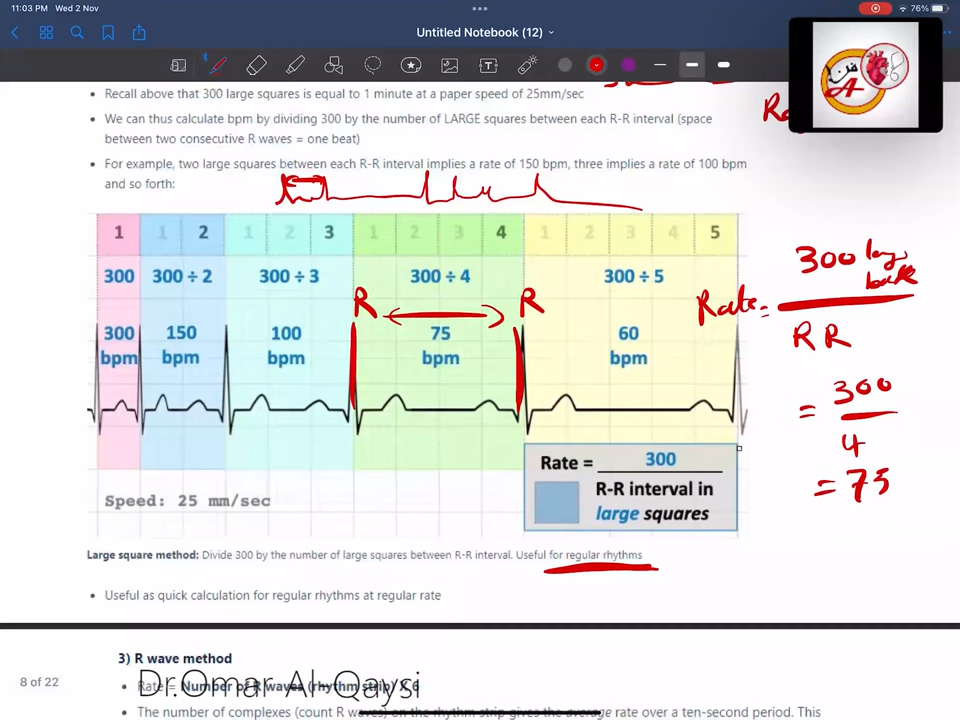 11:03 PM Wed 2 Nov
76%
Untitled Notebook (12)
Recall above that 300 large squares is equal to 1 minute at a paper speed of 25mm/sec
We can thus calculate bpm by dividing 300 by the number of LARGE squares between each R-R interval (space
between two consecutive R waves = one beat)
For example, two large squares between each R-R interval implies a rate of 150 bpm, three implies a rate of 100 bpm
and so forth:
1 1 2 1 2 3 1 2 3 4 1 2 3 4 5
300 300 ÷ 2 300 ÷ 3 300 ÷ 4 300 ÷ 5
R R
300 150 100 75 60
bpm bpm bpm bpm bpm
Rate = 300
R-R interval in
large squares
Speed: 25 mm/sec
300 large
Rate =
R R
= 300
4
= 75
Large square method: Divide 300 by the number of large squares between R-R interval. Useful for regular rhythms
Useful as quick calculation for regular rhythms at regular rate
3) R wave method
8 of 22
Dr.Omar Al-Qaysi
Rate = Number of R waves (rhythm strip) X 6
The number of complexes (count R waves) on the rhythm strip gives the average rate over a ten-second period. This